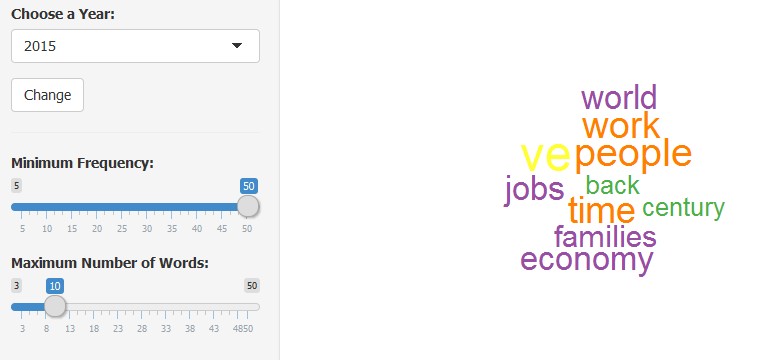 Choose a Year:
2015
Change
Minimum Frequency:
5 50
5 10 15 20 25 30 35 40 45 50
Maximum Number of Words:
3 10 50
3 8 13 18 23 28 33 38 43 4850
world
work
ve people
jobs back
time century
families
economy